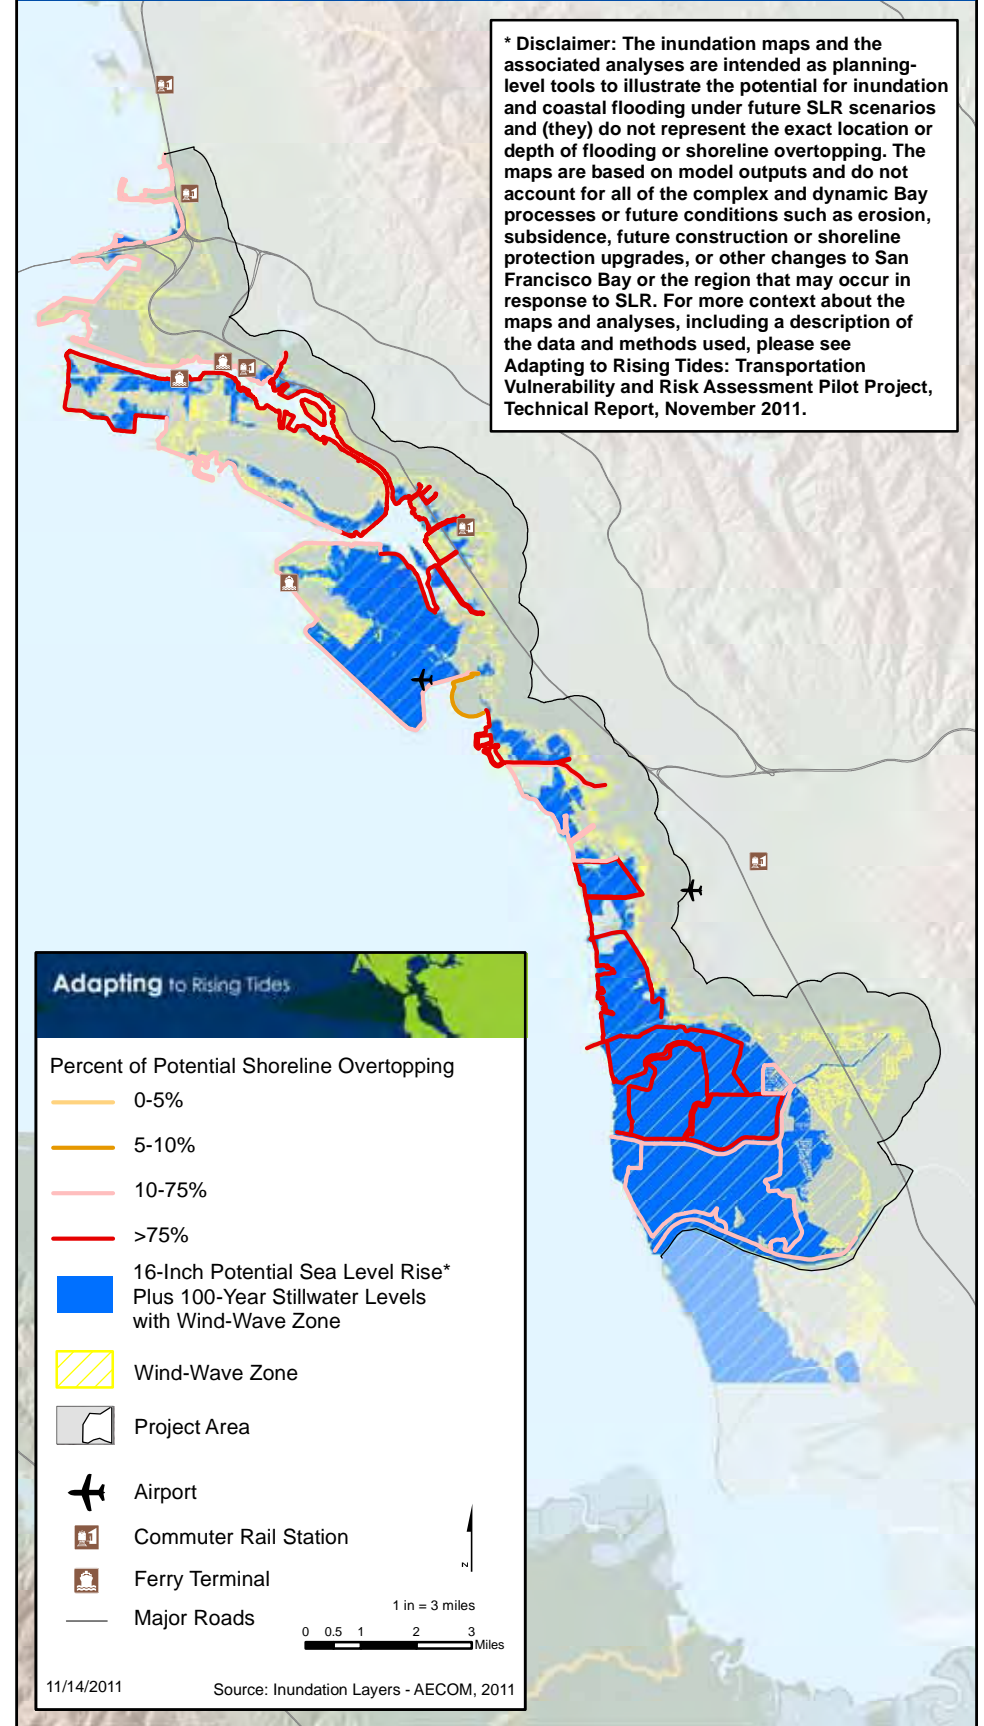 * Disclaimer: The inundation maps and the
associated analyses are intended as planning-
level tools to illustrate the potential for inundation
and coastal flooding under future SLR scenarios
and (they) do not represent the exact location or
depth of flooding or shoreline overtopping. The
maps are based on model outputs and do not
account for all of the complex and dynamic Bay
processes or future conditions such as erosion,
subsidence, future construction or shoreline
protection upgrades, or other changes to San
Francisco Bay or the region that may occur in
response to SLR. For more context about the
maps and analyses, including a description of
the data and methods used, please see
Adapting to Rising Tides: Transportation
Vulnerability and Risk Assessment Pilot Project,
Technical Report, November 2011.
Adapting to Rising Tides
Percent of Potential Shoreline Overtopping
0-5%
5-10%
10-75%
>75%
16-Inch Potential Sea Level Rise*
Plus 100-Year Stillwater Levels
with Wind-Wave Zone
Wind-Wave Zone
Project Area
Airport
Commuter Rail Station
Ferry Terminal
Major Roads
N
1 in = 3 miles
0 0.5 1 2 3
Miles
11/14/2011
Source: Inundation Layers - AECOM, 2011